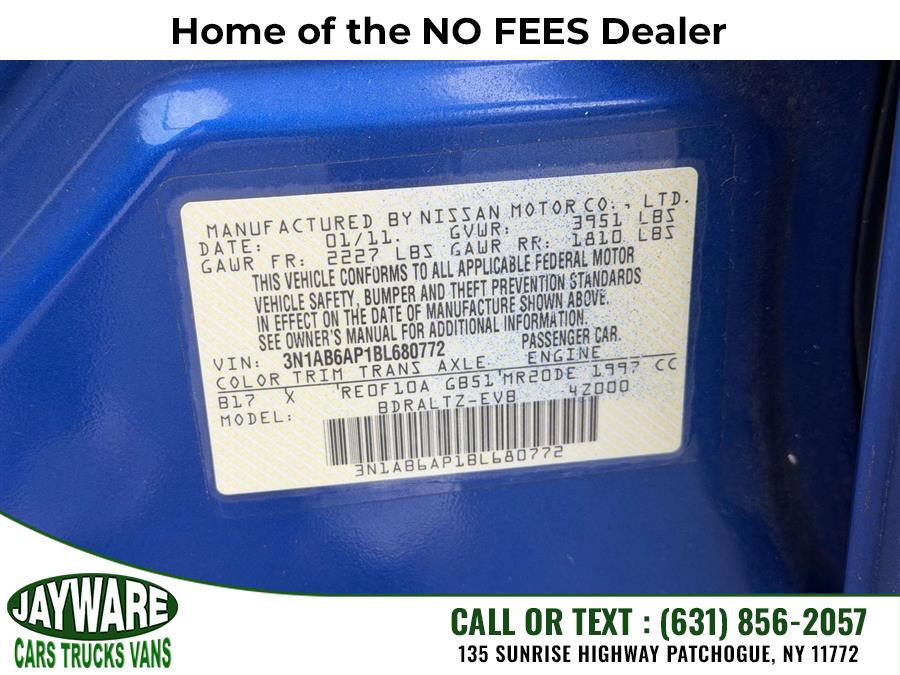 Home of the NO FEES Dealer
MANUFACTURED BY NISSAN MOTOR CO., LTD.
DATE: 01/11. GVWR: 3951 LBS
GAWR FR: 2227 LBS GAWR RR: 1810 LBS
THIS VEHICLE CONFORMS TO ALL APPLICABLE FEDERAL MOTOR
VEHICLE SAFETY, BUMPER AND THEFT PREVENTION STANDARDS
IN EFFECT ON THE DATE OF MANUFACTURE SHOWN ABOVE.
SEE OWNER'S MANUAL FOR ADDITIONAL INFORMATION.
VIN: 3N1AB6AP1BL680772 PASSENGER CAR.
COLOR TRIM TRANS AXLE ENGINE
B17 X RE0F10A GB51 MR20DE 1997 CC
MODEL: BDRALTZ-EVB 4Z000
3N1AB6AP1BL680772
JAYWARE
CARS TRUCKS VANS
CALL OR TEXT : (631) 856-2057
135 SUNRISE HIGHWAY PATCHOGUE, NY 11772